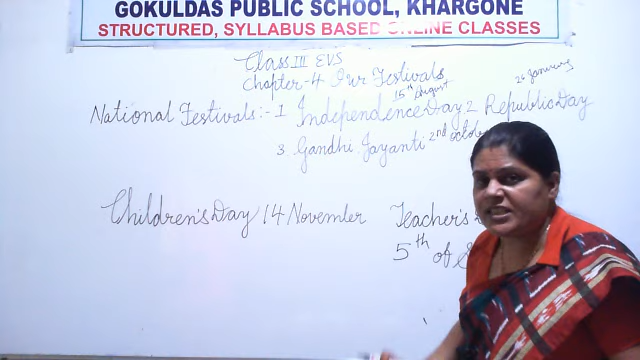 GOKULDAS PUBLIC SCHOOL, KHARGONE
STRUCTURED, SYLLABUS BASED ONLINE CLASSES
Class III EVS
Chapter-4 Our Festivals
15th August 26 January
National Festivals:- 1 Independence Day 2 Republic Day
3 Gandhi Jayanti 2nd octobe
Children's Day 14 November Teacher's
5th of S